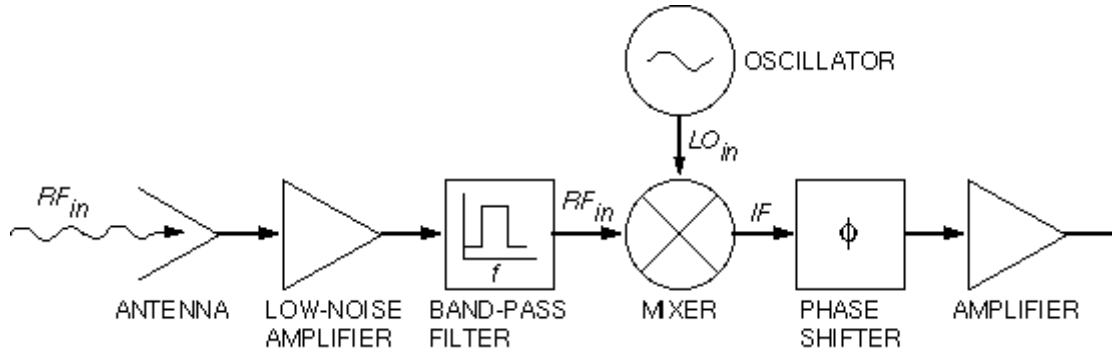 OSCILLATOR
LO in
RF in
RF in
IF
f
ϕ
ANTENNA
LOW-NOISE
AMPLIFIER
BAND-PASS
FILTER
MIXER
PHASE
SHIFTER
AMPLIFIER